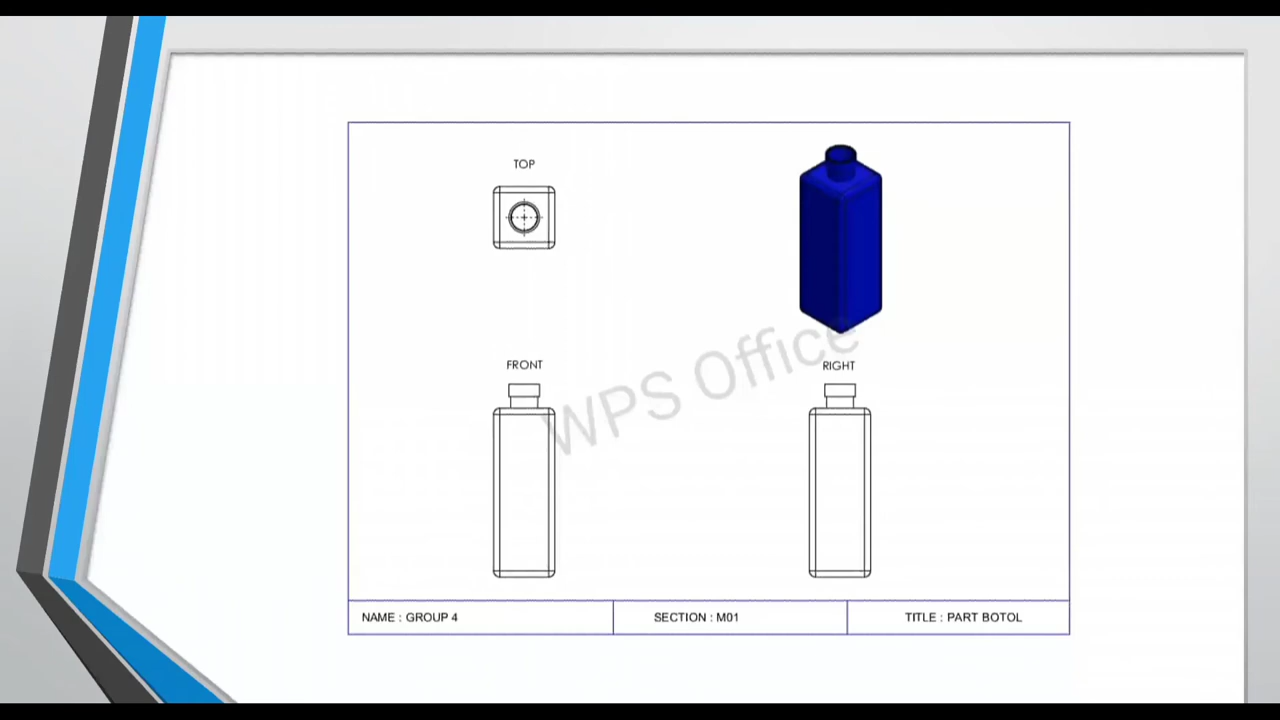 TOP
WPS Office
FRONT
RIGHT
NAME : GROUP 4
SECTION : M01
TITLE : PART BOTOL